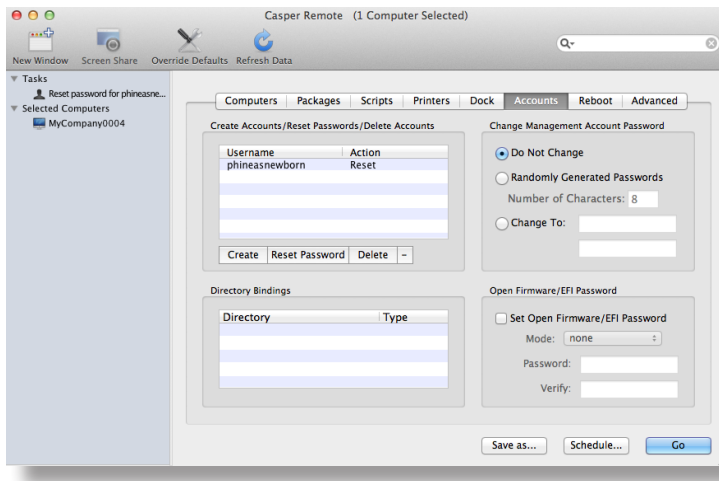 Casper Remote (1 Computer Selected)
New Window Screen Share Override Defaults Refresh Data
Tasks
Reset password for phineasne...
Selected Computers
MyCompany0004
Computers Packages Scripts Printers Dock Accounts Reboot Advanced
Create Accounts/Reset Passwords/Delete Accounts
Username Action
phineasnewborn Reset
Create Reset Password Delete –
Change Management Account Password
Do Not Change
Randomly Generated Passwords
Number of Characters: 8
Change To:
Directory Bindings
Directory Type
Open Firmware/EFI Password
Set Open Firmware/EFI Password
Mode: none
Password:
Verify:
Save as... Schedule... Go